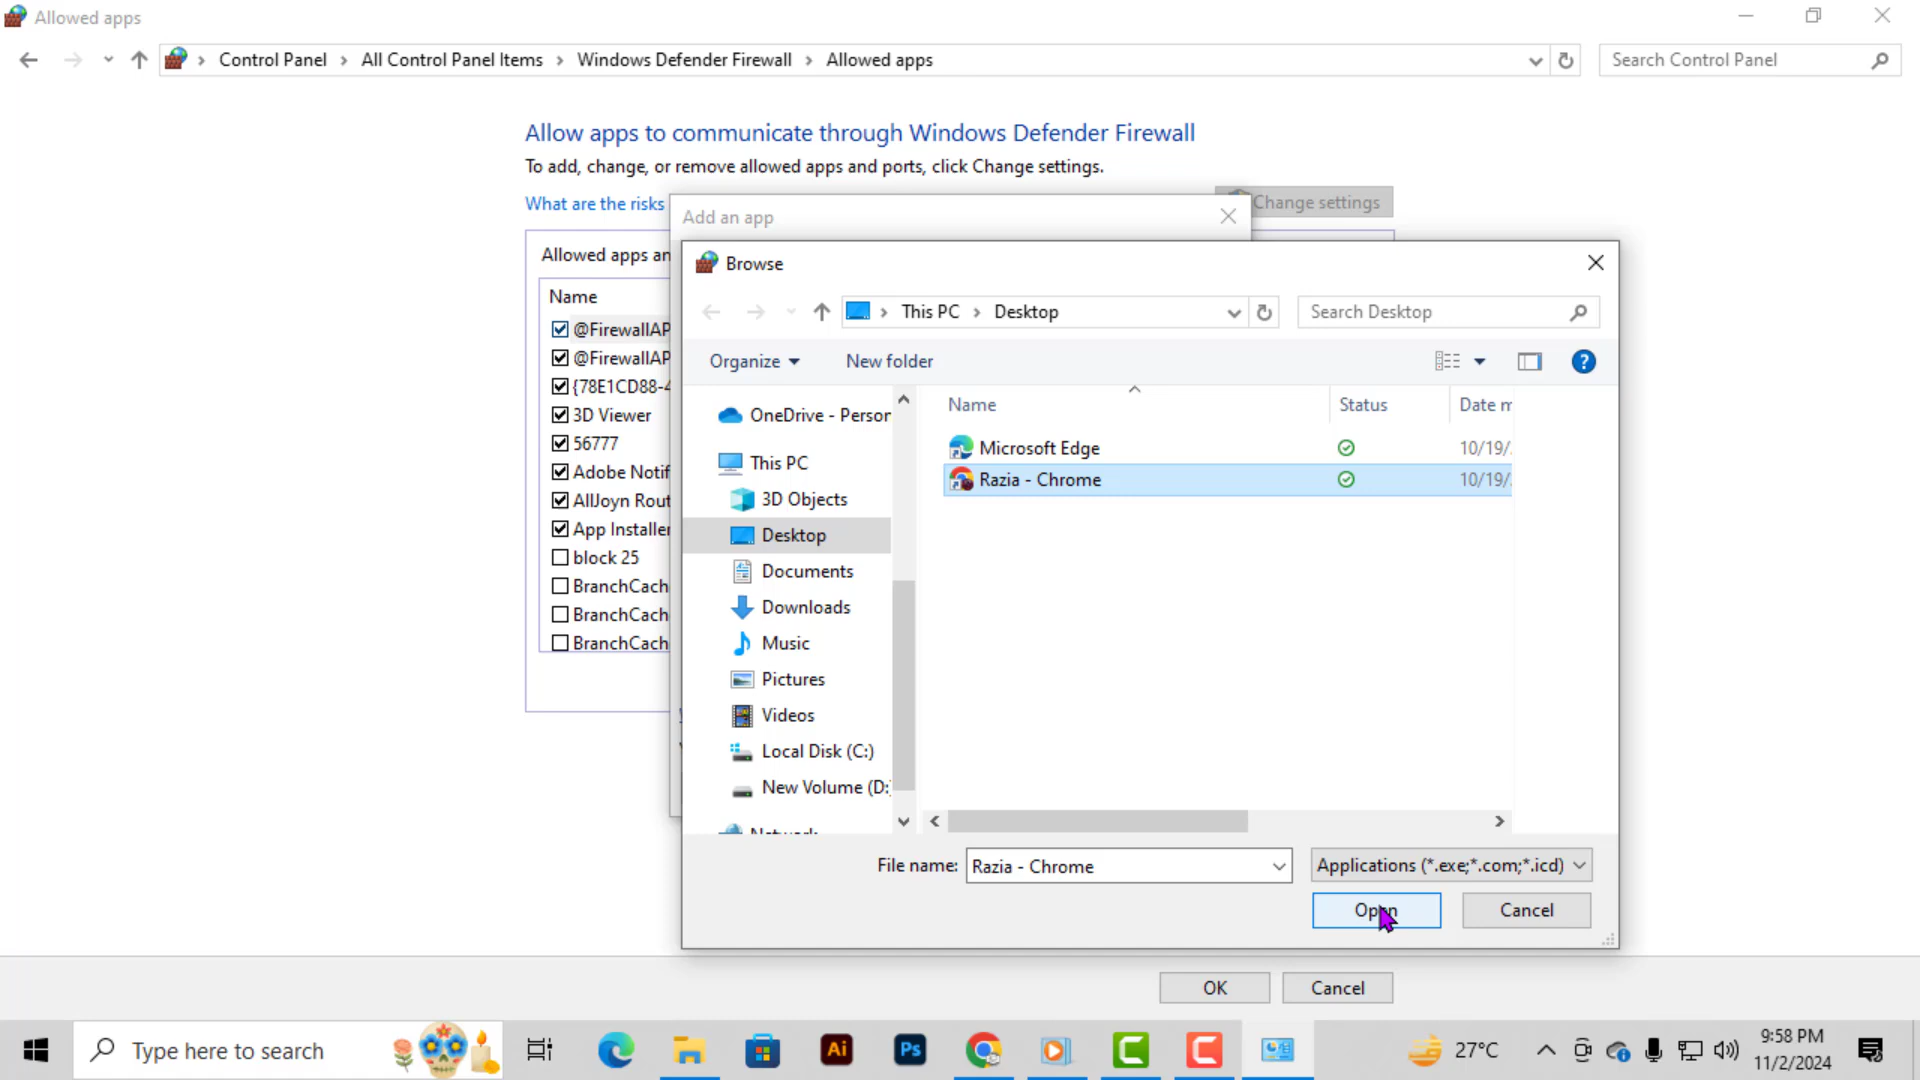 Allowed apps
Control Panel > All Control Panel Items > Windows Defender Firewall > Allowed apps
Search Control Panel
Allow apps to communicate through Windows Defender Firewall
To add, change, or remove allowed apps and ports, click Change settings.
What are the risks
Change settings
Add an app
Allowed apps an
Name
@FirewallAP
@FirewallAP
{78E1CD88-4
3D Viewer
56777
Adobe Notif
AllJoyn Rout
App Installer
block 25
BranchCach
BranchCach
BranchCach
Browse
This PC > Desktop
Search Desktop
Organize
New folder
OneDrive - Person
This PC
3D Objects
Desktop
Documents
Downloads
Music
Pictures
Videos
Local Disk (C:)
New Volume (D:
Network
Name Status Date m
Microsoft Edge 10/19/
Razia - Chrome 10/19/
File name: Razia - Chrome
Applications (*.exe;*.com;*.icd)
Open
Cancel
OK
Cancel
Type here to search
Ai
Ps
27°C
9:58 PM
11/2/2024